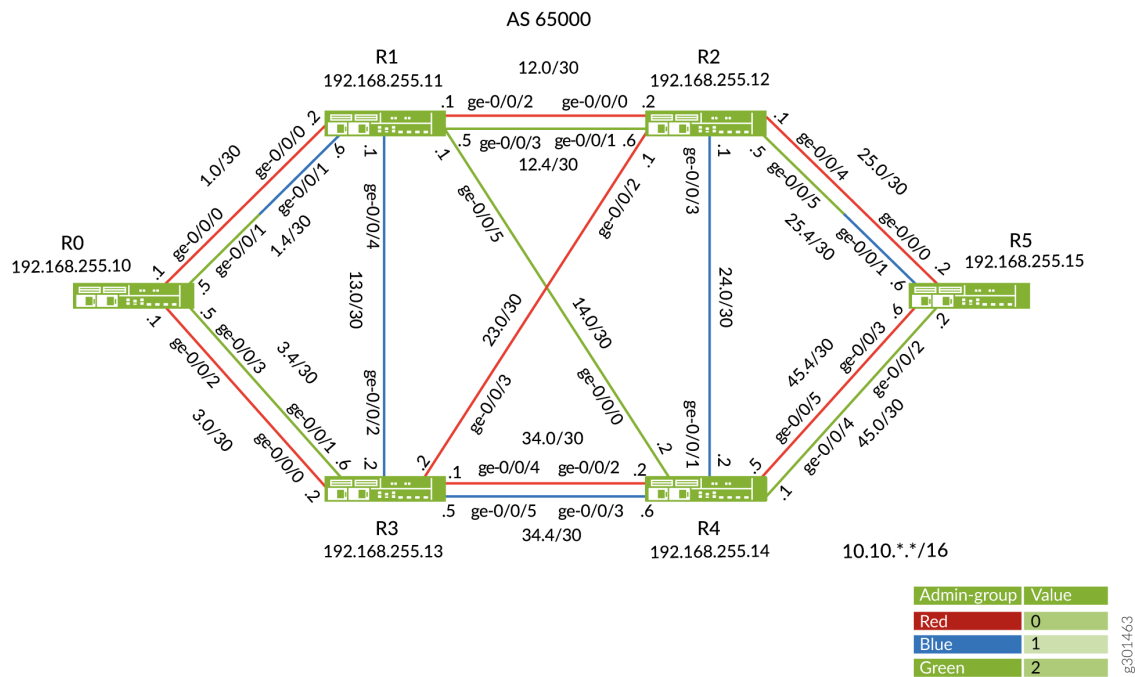 AS 65000
R1
192.168.255.11
R2
192.168.255.12
12.0/30
.1 ge-0/0/2 ge-0/0/0 .2
.5 ge-0/0/3 ge-0/0/1 .6
12.4/30
.2
ge-0/0/0
1.0/30
ge-0/0/0
.1
.6
ge-0/0/1
1.4/30
ge-0/0/1
.5
.1
ge-0/0/4
13.0/30
ge-0/0/2
.2
.1
ge-0/0/5
14.0/30
ge-0/0/0
.2
.1
ge-0/0/2
23.0/30
ge-0/0/3
.2
.1
ge-0/0/3
24.0/30
ge-0/0/1
.2
.1
ge-0/0/4
25.0/30
ge-0/0/0
.2
.5
ge-0/0/5
25.4/30
ge-0/0/1
.6
R0
192.168.255.10
R5
192.168.255.15
.1
ge-0/0/2
3.0/30
ge-0/0/0
.2
.5
ge-0/0/3
3.4/30
ge-0/0/1
.6
.6
ge-0/0/3
45.4/30
ge-0/0/5
.5
.2
ge-0/0/2
45.0/30
ge-0/0/4
.1
34.0/30
.1 ge-0/0/4 ge-0/0/2 .2
.5 ge-0/0/5 ge-0/0/3 .6
34.4/30
R3
192.168.255.13
R4
192.168.255.14
10.10.*.*/16
Admin-group Value
Red 0
Blue 1
Green 2
g301463